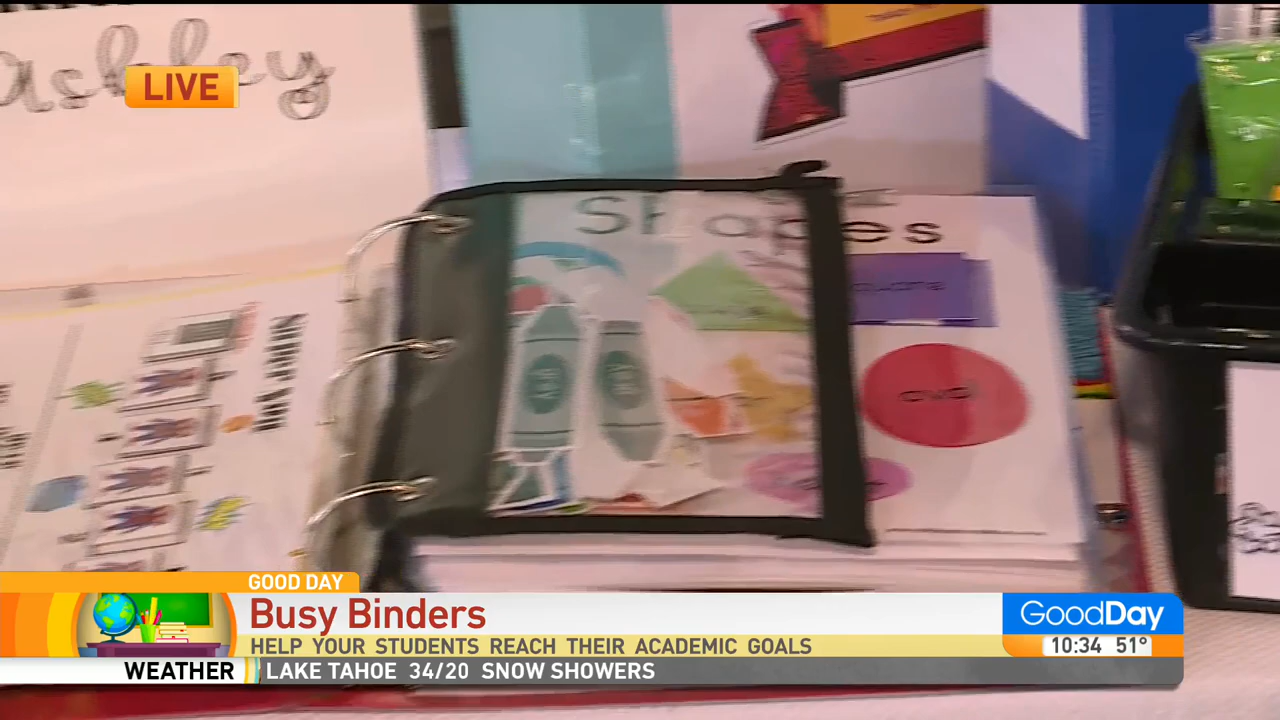 ashley
LIVE
Shapes
square
oval
GOOD DAY
Busy Binders
HELP YOUR STUDENTS REACH THEIR ACADEMIC GOALS
GoodDay
10:34 51°
WEATHER
LAKE TAHOE 34/20 SNOW SHOWERS